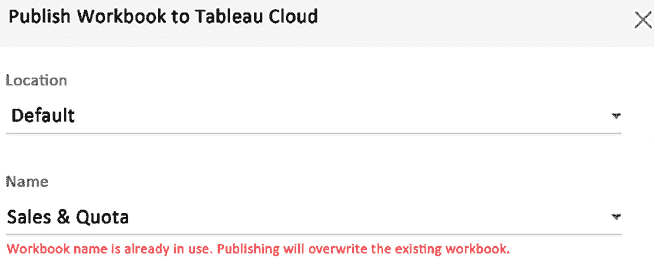 Publish Workbook to Tableau Cloud
Location
Default
Name
Sales & Quota
Workbook name is already in use. Publishing will overwrite the existing workbook.